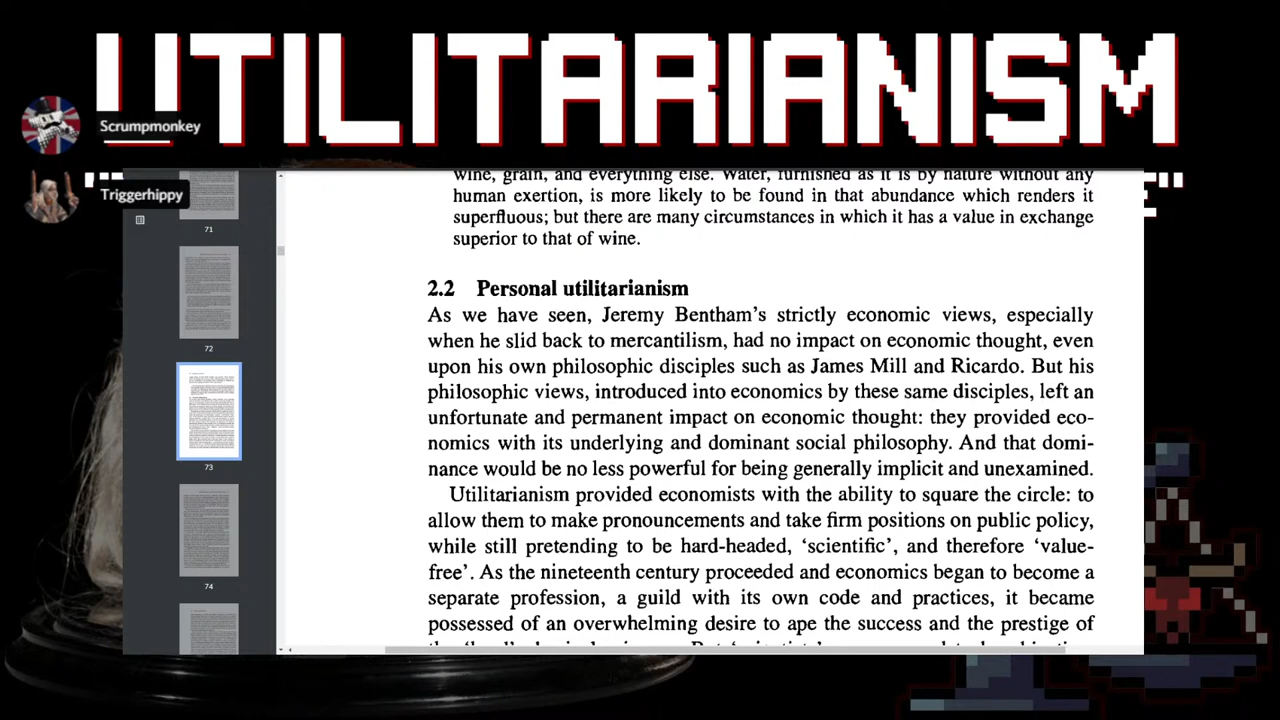 UTILITARIANISM
Scrumpmonkey
Triggerhippy
71
72
73
74
wine, grain, and everything else. Water, furnished as it is by nature without any
human exertion, is more likely to be found in that abundance which renders it
superfluous; but there are many circumstances in which it has a value in exchange
superior to that of wine.
2.2 Personal utilitarianism
As we have seen, Jeremy Bentham's strictly economic views, especially
when he slid back to mercantilism, had no impact on economic thought, even
upon his own philosophic disciples such as James Mill and Ricardo. But his
philosophic views, introduced into economics by these same disciples, left an
unfortunate and permanent impact on economic thought: they provided eco-
nomics with its underlying and dominant social philosophy. And that domi-
nance would be no less powerful for being generally implicit and unexamined.
Utilitarianism provided economists with the ability to square the circle: to
allow them to make pronouncements and take firm positions on public policy,
while still pretending to be hard-headed, 'scientific', and therefore 'value-
free'. As the nineteenth century proceeded and economics began to become a
separate profession, a guild with its own code and practices, it became
possessed of an overwhelming desire to ape the success and the prestige of